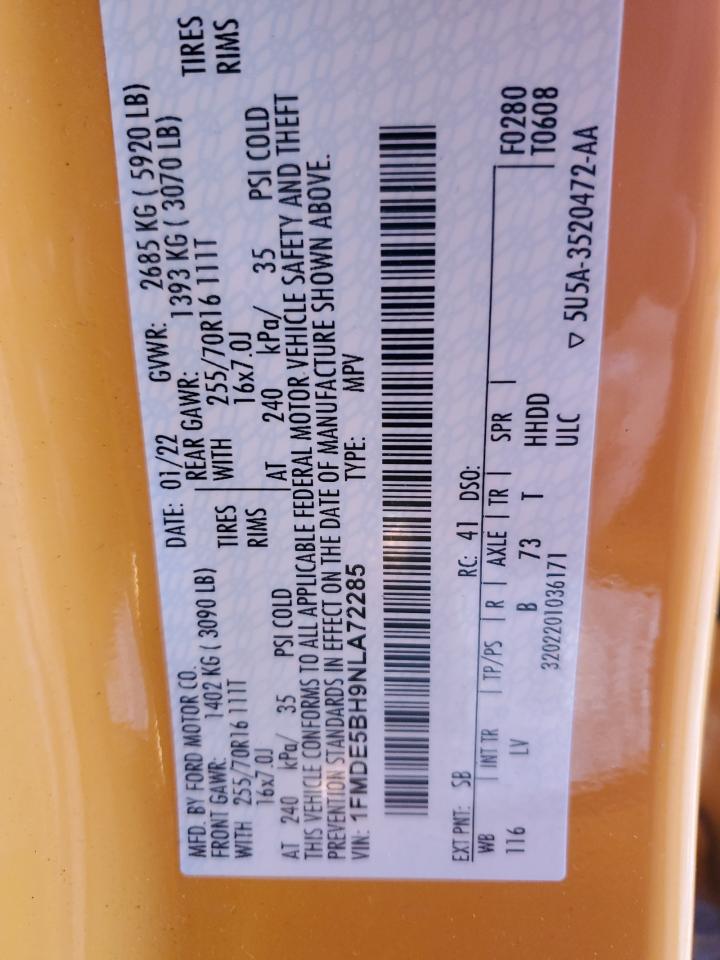 MFD. BY FORD MOTOR CO. DATE: 01/22 GVWR: 2685 KG ( 5920 LB)
FRONT GAWR: 1402 KG ( 3090 LB) REAR GAWR: 1393 KG ( 3070 LB)
WITH 255/70R16 111T TIRES WITH 255/70R16 111T TIRES
16x7.0J RIMS 16x7.0J RIMS
AT 240 kPa/ 35 PSI COLD AT 240 kPa/ 35 PSI COLD
THIS VEHICLE CONFORMS TO ALL APPLICABLE FEDERAL MOTOR VEHICLE SAFETY AND THEFT
PREVENTION STANDARDS IN EFFECT ON THE DATE OF MANUFACTURE SHOWN ABOVE.
VIN: 1FMDE5BH9NLA72285 TYPE: MPV
EXT PNT: SB RC: 41 DSO:
WB INT TR TP/PS R AXLE TR SPR F0280
116 LV B 73 T HHDD T0608
3202201036171 ULC
▽ 5U5A-3520472-AA